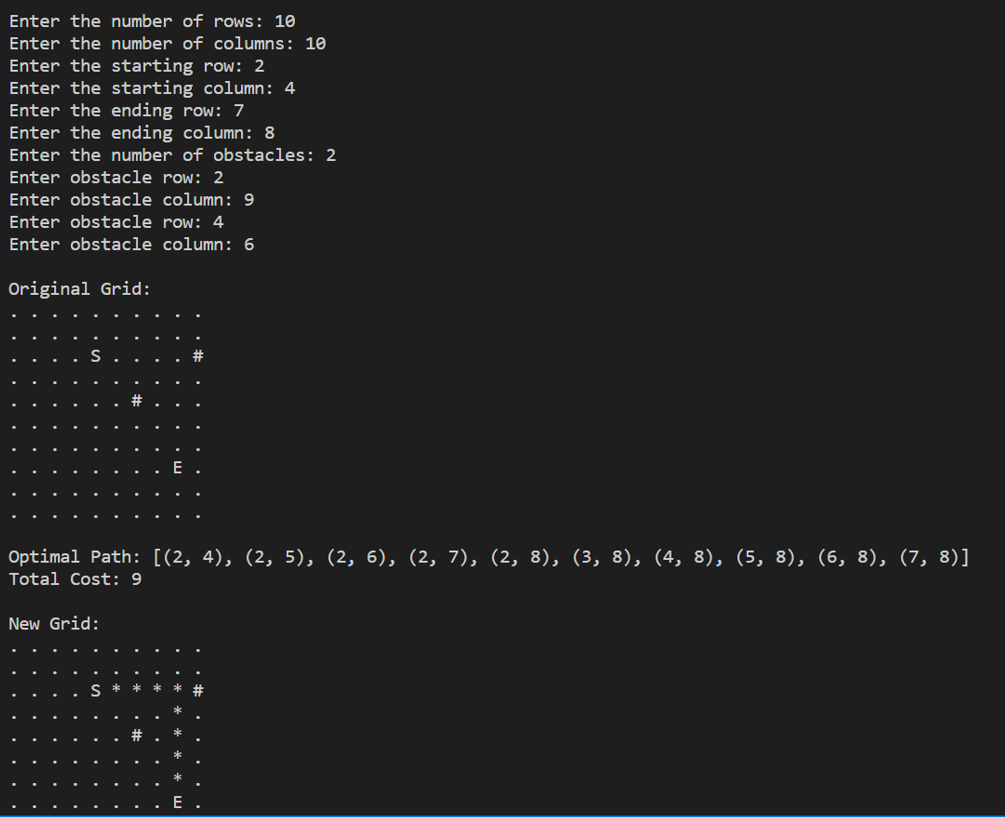 Enter the number of rows: 10
Enter the number of columns: 10
Enter the starting row: 2
Enter the starting column: 4
Enter the ending row: 7
Enter the ending column: 8
Enter the number of obstacles: 2
Enter obstacle row: 2
Enter obstacle column: 9
Enter obstacle row: 4
Enter obstacle column: 6
Original Grid:
. . . . . . . . . .
. . . . . . . . . .
. . . . S . . . . #
. . . . . . . . . .
. . . . . . # . . .
. . . . . . . . . .
. . . . . . . . . .
. . . . . . . . E .
. . . . . . . . . .
. . . . . . . . . .
Optimal Path: [(2, 4), (2, 5), (2, 6), (2, 7), (2, 8), (3, 8), (4, 8), (5, 8), (6, 8), (7, 8)]
Total Cost: 9
New Grid:
. . . . . . . . . .
. . . . . . . . . .
. . . . S * * * * #
. . . . . . . . * .
. . . . . . # . * .
. . . . . . . . * .
. . . . . . . . * .
. . . . . . . . E .